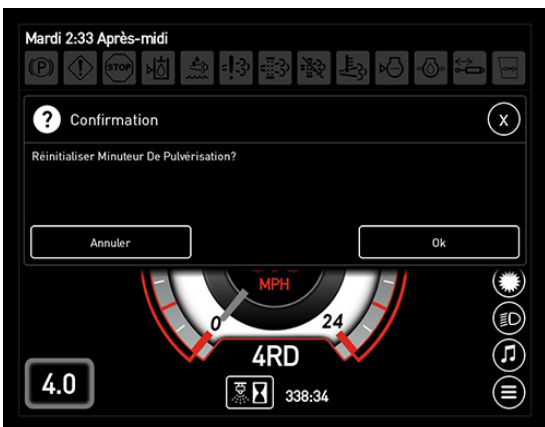 Mardi 2:33 Après-midi
(P) STOP
? Confirmation X
Réinitialiser Minuteur De Pulvérisation?
Annuler Ok
MPH
0 24
4RD
4.0 338:34